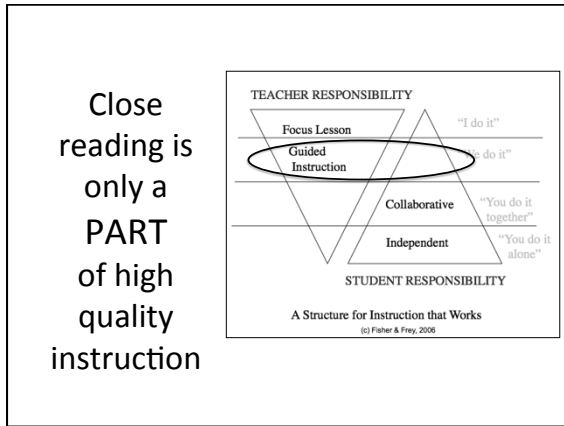 Close
reading is
only a
PART
of high
quality
instruction
TEACHER RESPONSIBILITY
Focus Lesson
"I do it"
Guided
Instruction
"We do it"
Collaborative
"You do it
together"
Independent
"You do it
alone"
STUDENT RESPONSIBILITY
A Structure for Instruction that Works
(c) Fisher & Frey, 2006